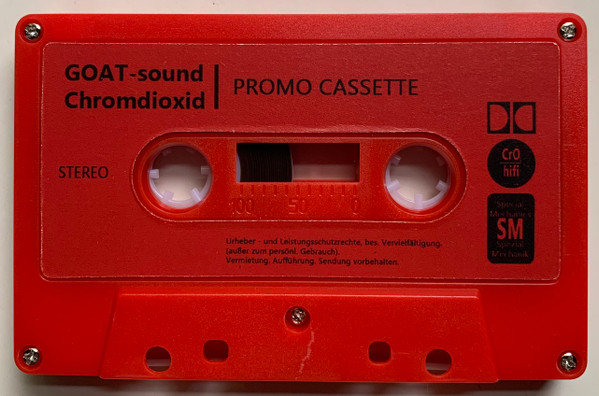 GOAT-sound
Chromdioxid
PROMO CASSETTE
STEREO
CrO
hifi
100 50 0
Special
Mechanics
SM
Spezial
Mechanik
Urheber - und Leistungsschutzrechte, bes. Vervielfältigung.
(außer zum persönl. Gebrauch).
Vermietung. Aufführung. Sendung vorbehalten.